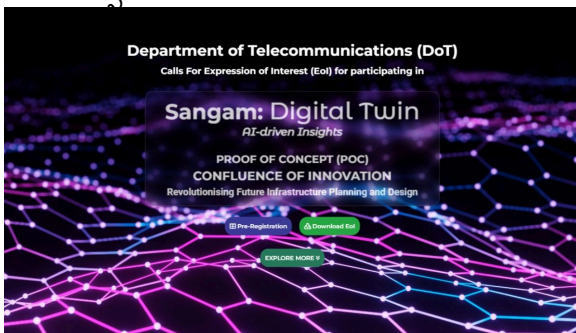 Department of Telecommunications (DoT)
Calls For Expression of Interest (EoI) for participating in
Sangam: Digital Twin
AI-driven Insights
PROOF OF CONCEPT (POC)
CONFLUENCE OF INNOVATION
Revolutionising Future Infrastructure Planning and Design
Pre-Registration Download EoI
EXPLORE MORE